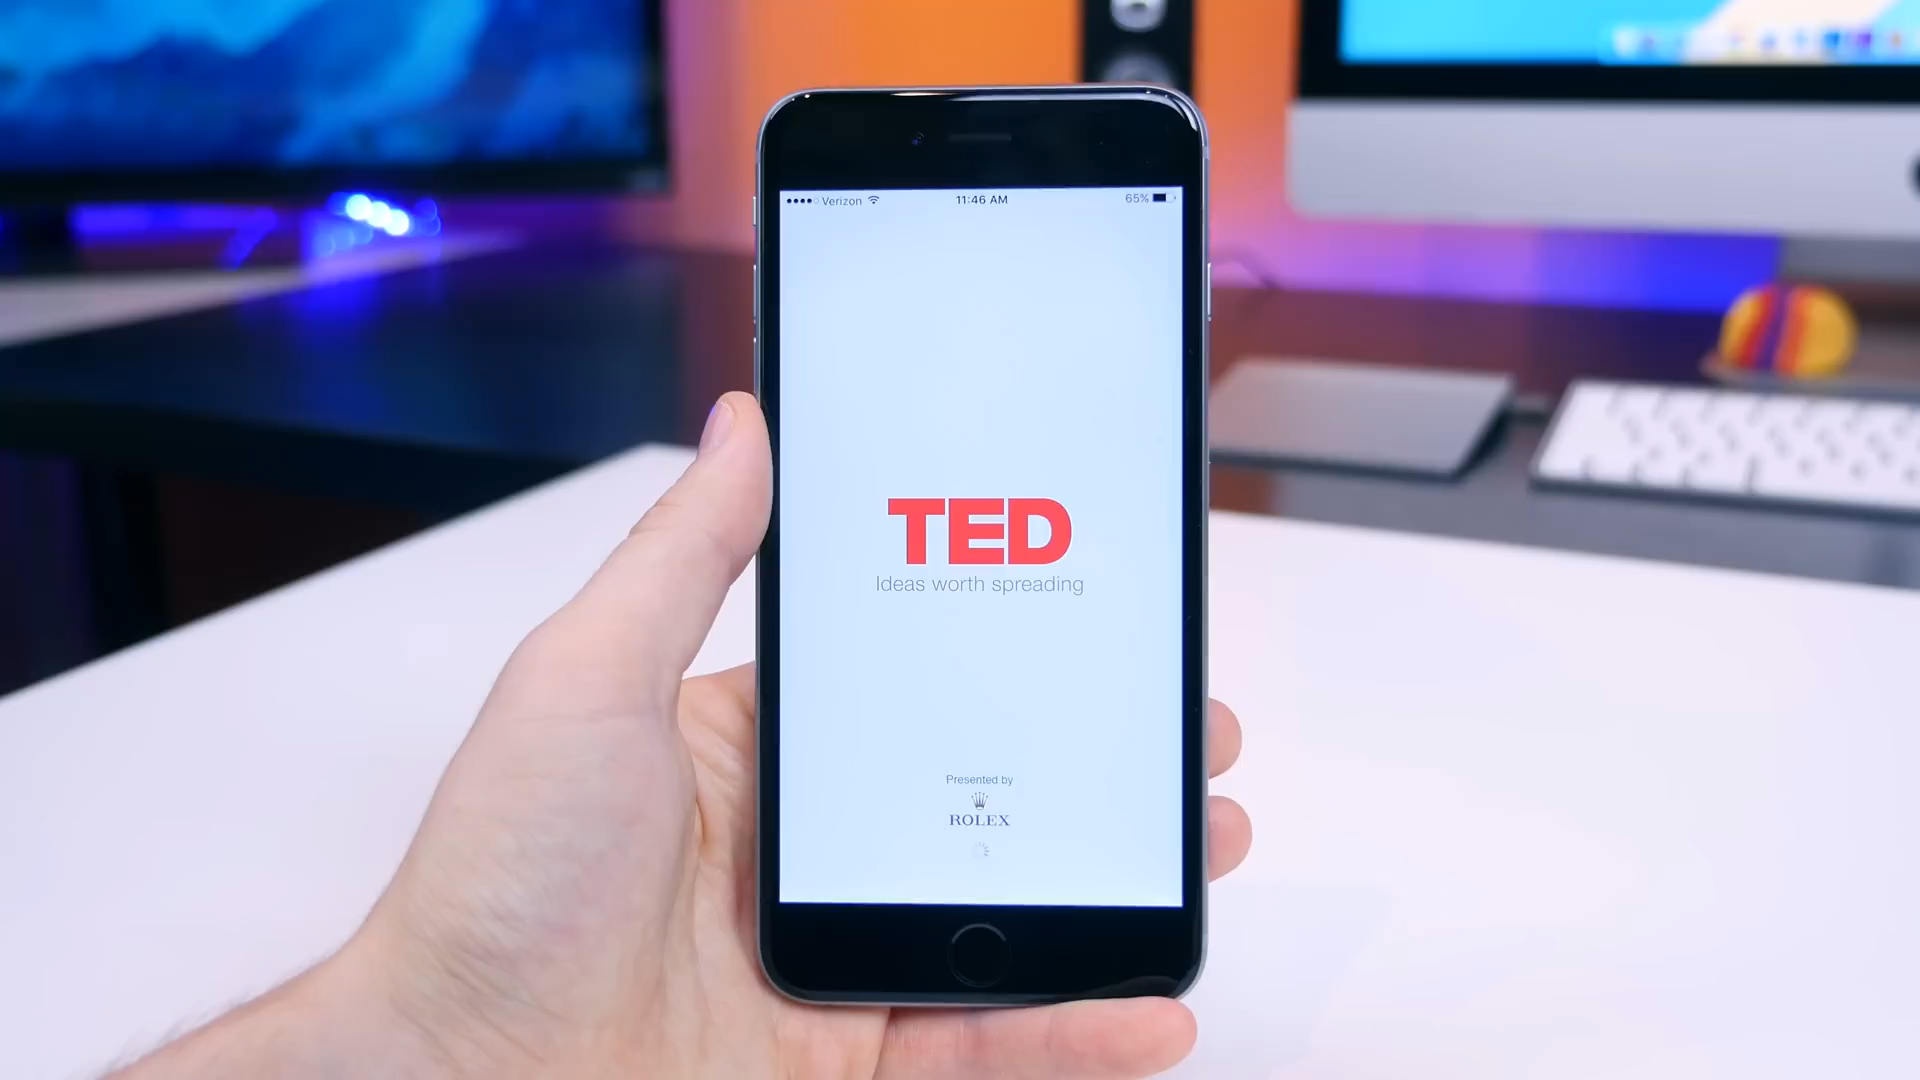 Verizon 11:46 AM 65%
TED
Ideas worth spreading
Presented by
ROLEX